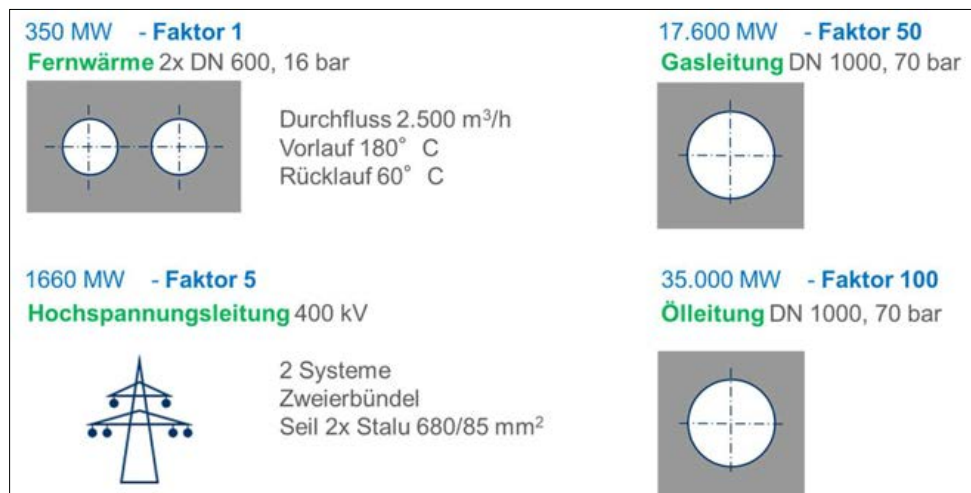 350 MW - Faktor 1
Fernwärme 2x DN 600, 16 bar
Durchfluss 2.500 m³/h
Vorlauf 180° C
Rücklauf 60° C
17.600 MW - Faktor 50
Gasleitung DN 1000, 70 bar
1660 MW - Faktor 5
Hochspannungsleitung 400 kV
2 Systeme
Zweierbündel
Seil 2x Stalu 680/85 mm²
35.000 MW - Faktor 100
Ölleitung DN 1000, 70 bar